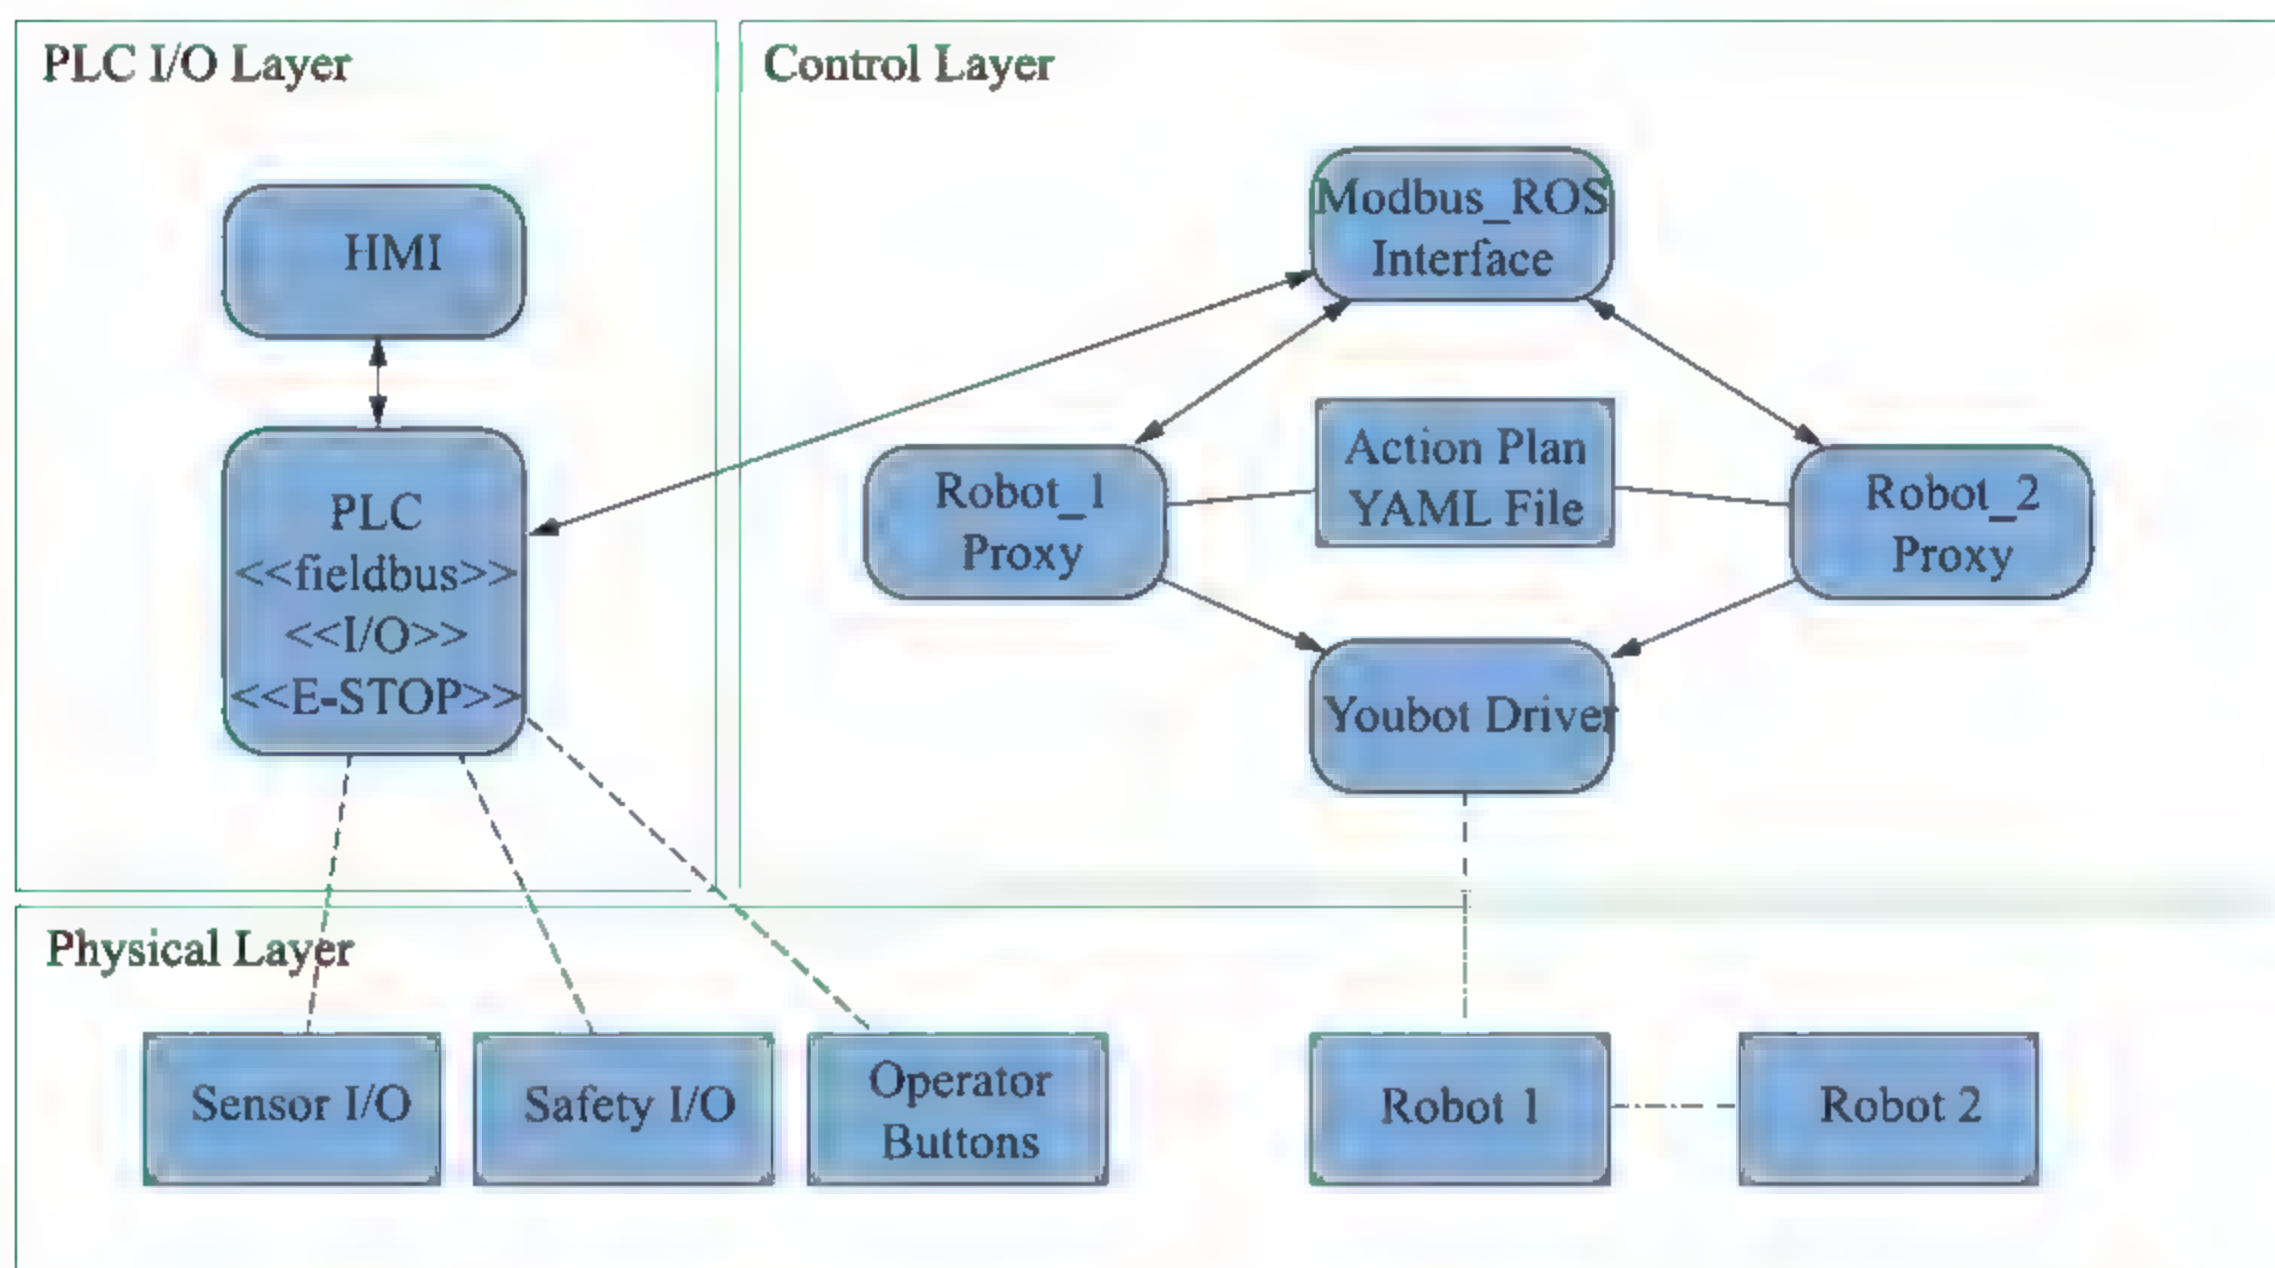 PLC I/O Layer
HMI
PLC
<<fieldbus>>
<<I/O>>
<<E-STOP>>
Control Layer
Modbus_ROS
Interface
Robot_1
Proxy
Action Plan
YAML File
Robot_2
Proxy
Youbot Driver
Physical Layer
Sensor I/O
Safety I/O
Operator
Buttons
Robot 1
Robot 2